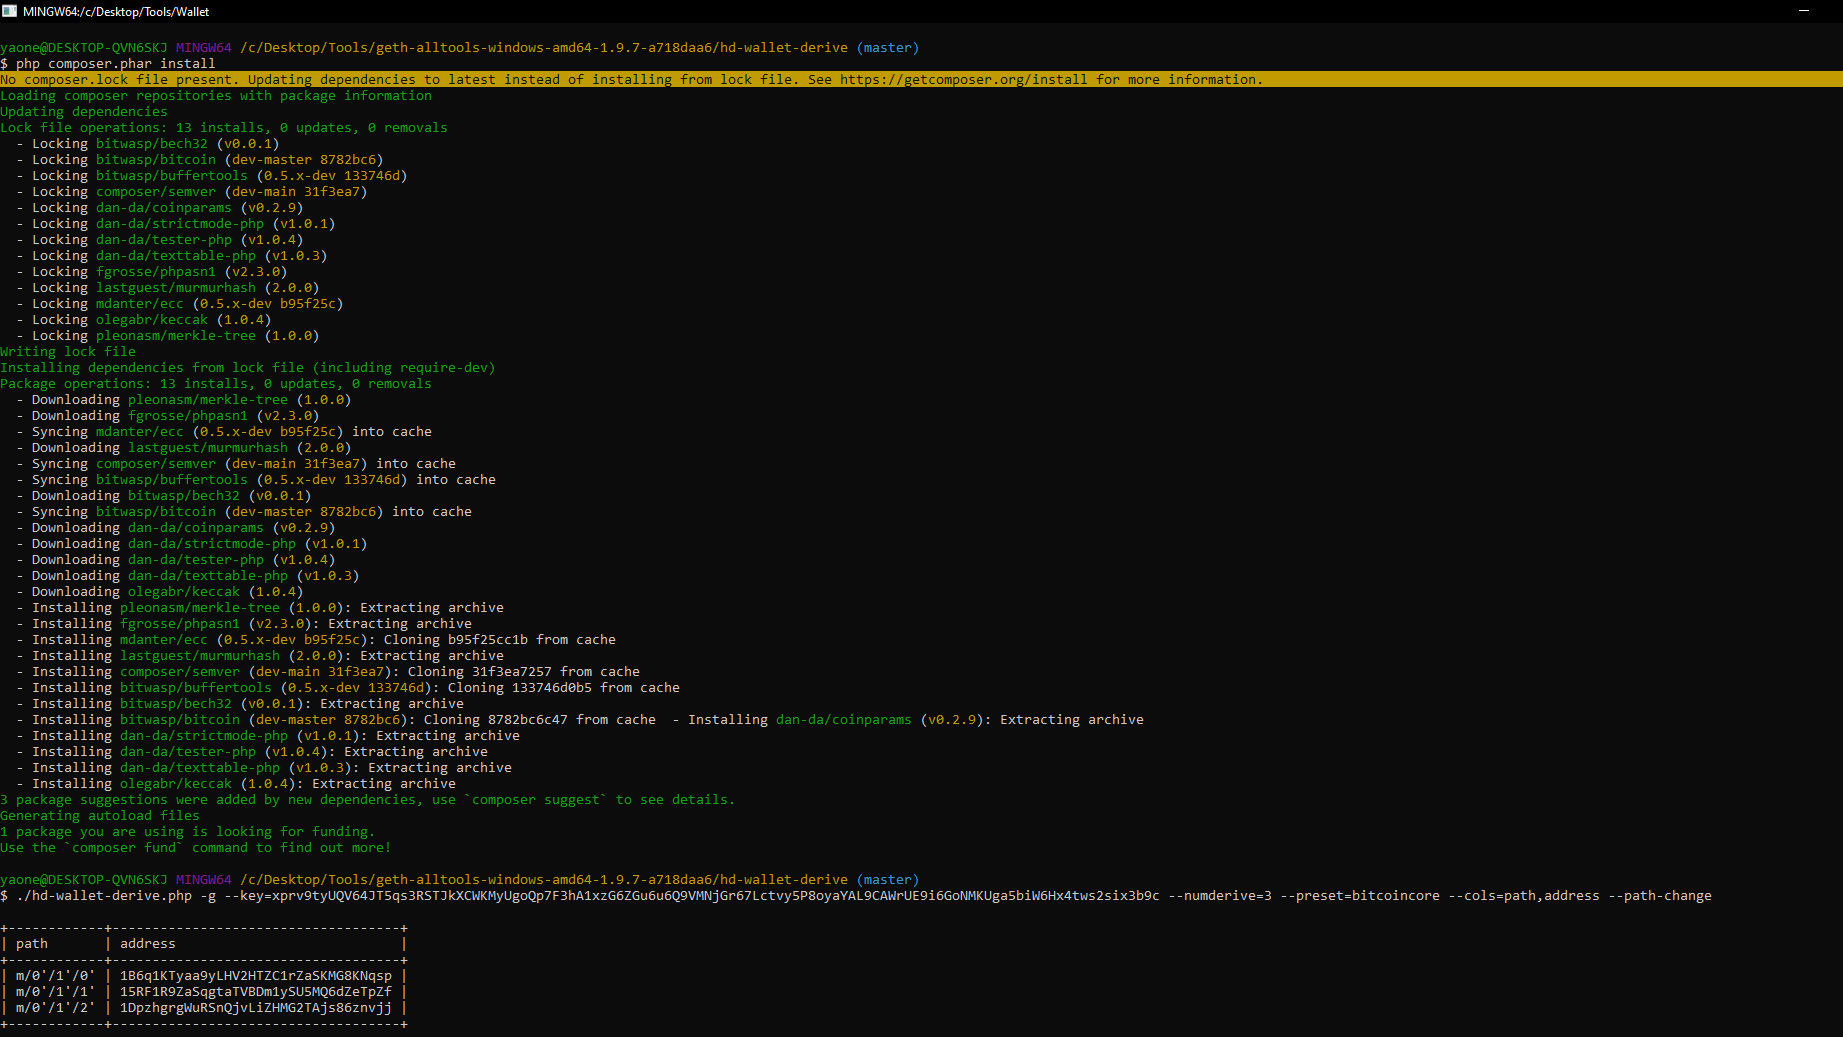 MINGW64:/c/Desktop/Tools/Wallet
yaone@DESKTOP-QVN6SKJ MINGW64 /c/Desktop/Tools/geth-alltools-windows-amd64-1.9.7-a718daa6/hd-wallet-derive (master)
$ php composer.phar install
No composer.lock file present. Updating dependencies to latest instead of installing from lock file. See https://getcomposer.org/install for more information.
Loading composer repositories with package information
Updating dependencies
Lock file operations: 13 installs, 0 updates, 0 removals
  - Locking bitwasp/bech32 (v0.0.1)
  - Locking bitwasp/bitcoin (dev-master 8782bc6)
  - Locking bitwasp/buffertools (0.5.x-dev 133746d)
  - Locking composer/semver (dev-main 31f3ea7)
  - Locking dan-da/coinparams (v0.2.9)
  - Locking dan-da/strictmode-php (v1.0.1)
  - Locking dan-da/tester-php (v1.0.4)
  - Locking dan-da/texttable-php (v1.0.3)
  - Locking fgrosse/phpasn1 (v2.3.0)
  - Locking lastguest/murmurhash (2.0.0)
  - Locking mdanter/ecc (0.5.x-dev b95f25c)
  - Locking olegabr/keccak (1.0.4)
  - Locking pleonasm/merkle-tree (1.0.0)
Writing lock file
Installing dependencies from lock file (including require-dev)
Package operations: 13 installs, 0 updates, 0 removals
  - Downloading pleonasm/merkle-tree (1.0.0)
  - Downloading fgrosse/phpasn1 (v2.3.0)
  - Syncing mdanter/ecc (0.5.x-dev b95f25c) into cache
  - Downloading lastguest/murmurhash (2.0.0)
  - Syncing composer/semver (dev-main 31f3ea7) into cache
  - Syncing bitwasp/buffertools (0.5.x-dev 133746d) into cache
  - Downloading bitwasp/bech32 (v0.0.1)
  - Syncing bitwasp/bitcoin (dev-master 8782bc6) into cache
  - Downloading dan-da/coinparams (v0.2.9)
  - Downloading dan-da/strictmode-php (v1.0.1)
  - Downloading dan-da/tester-php (v1.0.4)
  - Downloading dan-da/texttable-php (v1.0.3)
  - Downloading olegabr/keccak (1.0.4)
  - Installing pleonasm/merkle-tree (1.0.0): Extracting archive
  - Installing fgrosse/phpasn1 (v2.3.0): Extracting archive
  - Installing mdanter/ecc (0.5.x-dev b95f25c): Cloning b95f25cc1b from cache
  - Installing lastguest/murmurhash (2.0.0): Extracting archive
  - Installing composer/semver (dev-main 31f3ea7): Cloning 31f3ea7257 from cache
  - Installing bitwasp/buffertools (0.5.x-dev 133746d): Cloning 133746d0b5 from cache
  - Installing bitwasp/bech32 (v0.0.1): Extracting archive
  - Installing bitwasp/bitcoin (dev-master 8782bc6): Cloning 8782bc6c47 from cache  - Installing dan-da/coinparams (v0.2.9): Extracting archive
  - Installing dan-da/strictmode-php (v1.0.1): Extracting archive
  - Installing dan-da/tester-php (v1.0.4): Extracting archive
  - Installing dan-da/texttable-php (v1.0.3): Extracting archive
  - Installing olegabr/keccak (1.0.4): Extracting archive
3 package suggestions were added by new dependencies, use `composer suggest` to see details.
Generating autoload files
1 package you are using is looking for funding.
Use the `composer fund` command to find out more!
yaone@DESKTOP-QVN6SKJ MINGW64 /c/Desktop/Tools/geth-alltools-windows-amd64-1.9.7-a718daa6/hd-wallet-derive (master)
$ ./hd-wallet-derive.php -g --key=xprv9tyUQV64JT5qs3RSTJkXCWKMyUgoQp7F3hA1xzG6ZGu6u6Q9VMNjGr67Lctvy5P8oyaYAL9CAWrUE9i6GoNMKUga5biW6Hx4tws2six3b9c --numderive=3 --preset=bitcoincore --cols=path,address --path-change
+------------+------------------------------------+
| path       | address                            |
+------------+------------------------------------+
| m/0'/1'/0' | 1B6q1KTyaa9yLHV2HTZC1rZaSKMG8KNqsp |
| m/0'/1'/1' | 15RF1R9ZaSqgtaTVBDm1ySU5MQ6dZeTpZf |
| m/0'/1'/2' | 1DpzhgrgWuRSnQjvLiZHMG2TAjs86znvjj |
+------------+------------------------------------+